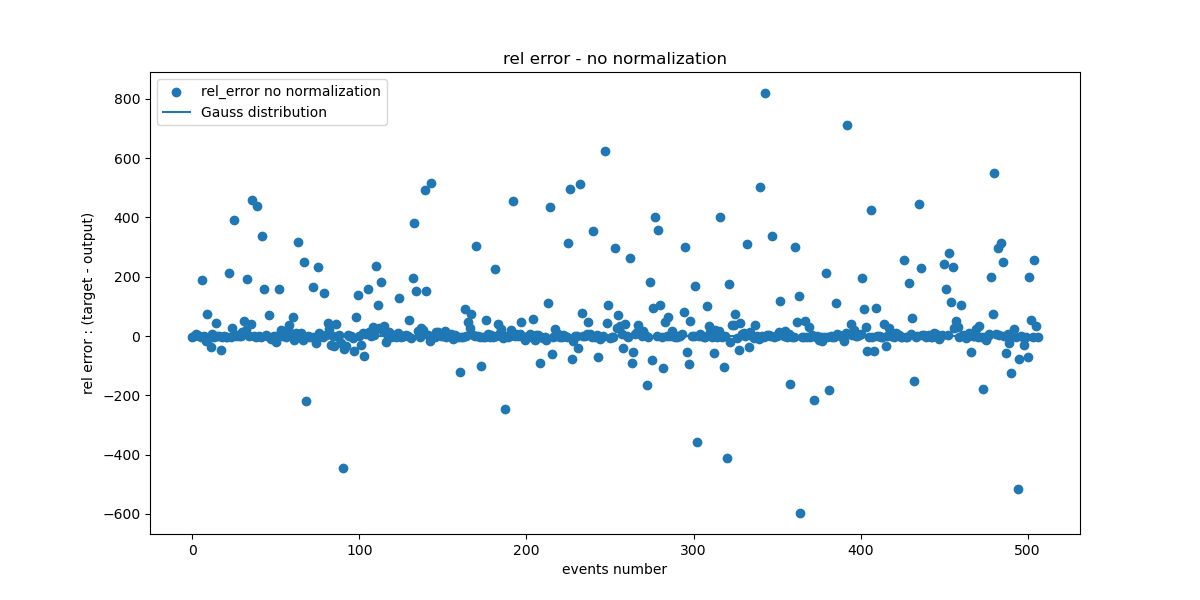 rel error - no normalization
rel_error no normalization
Gauss distribution
rel error : (target - output)
800
600
400
200
0
−200
−400
−600
0 100 200 300 400 500
events number